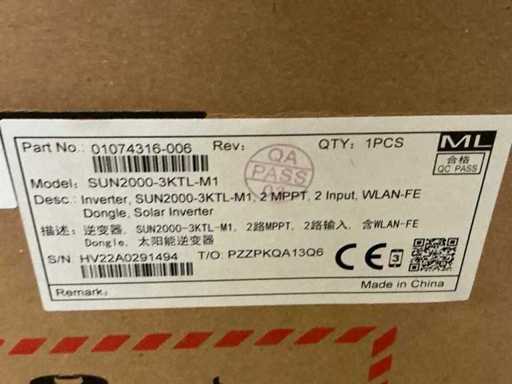 Part No.: 01074316-006 Rev: QTY: 1PCS ML
合格
QC PASS
QA
PASS
Model: SUN2000-3KTL-M1
Desc.: Inverter, SUN2000-3KTL-M1, 2 MPPT, 2 Input, WLAN-FE
Dongle, Solar Inverter
描述: 逆变器, SUN2000-3KTL-M1, 2路MPPT, 2路输入, 含WLAN-FE
Dongle, 太阳能逆变器
S/N: HV22A0291494 T/O: PZZPKQA13Q6
CE
3
Made in China
Remark: